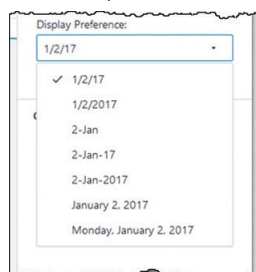 Display Preference:
1/2/17
✓ 1/2/17
1/2/2017
2-Jan
2-Jan-17
2-Jan-2017
January 2, 2017
Monday, January 2, 2017